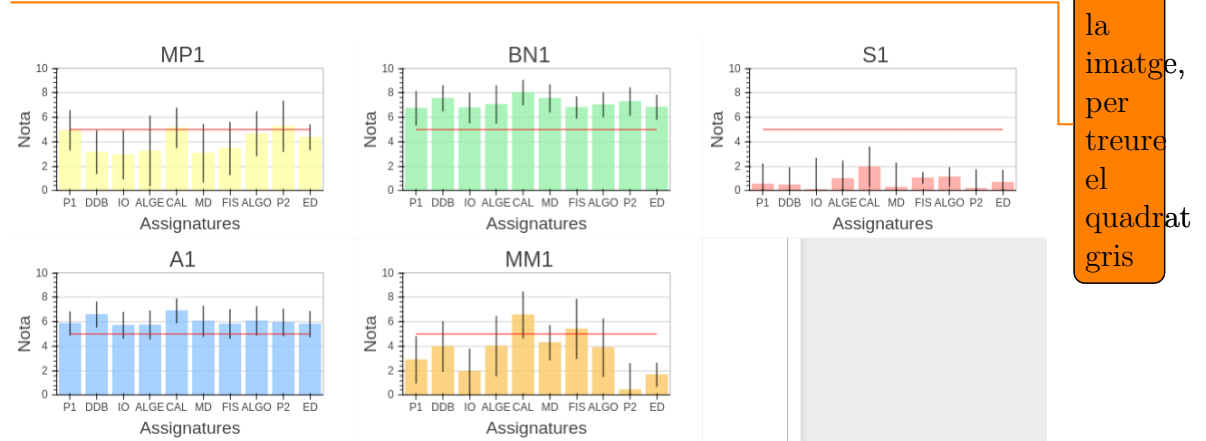 la
imatge,
per
treure
el
quadrat
gris
MP1
10
8
6
4
2
0
Nota
P1 DDB IO ALGE CAL MD FIS ALGO P2 ED
Assignatures
BN1
10
8
6
4
2
0
Nota
P1 DDB IO ALGE CAL MD FIS ALGO P2 ED
Assignatures
S1
10
8
6
4
2
0
Nota
P1 DDB IO ALGE CAL MD FIS ALGO P2 ED
Assignatures
A1
10
8
6
4
2
0
Nota
P1 DDB IO ALGE CAL MD FIS ALGO P2 ED
Assignatures
MM1
10
8
6
4
2
0
Nota
P1 DDB IO ALGE CAL MD FIS ALGO P2 ED
Assignatures